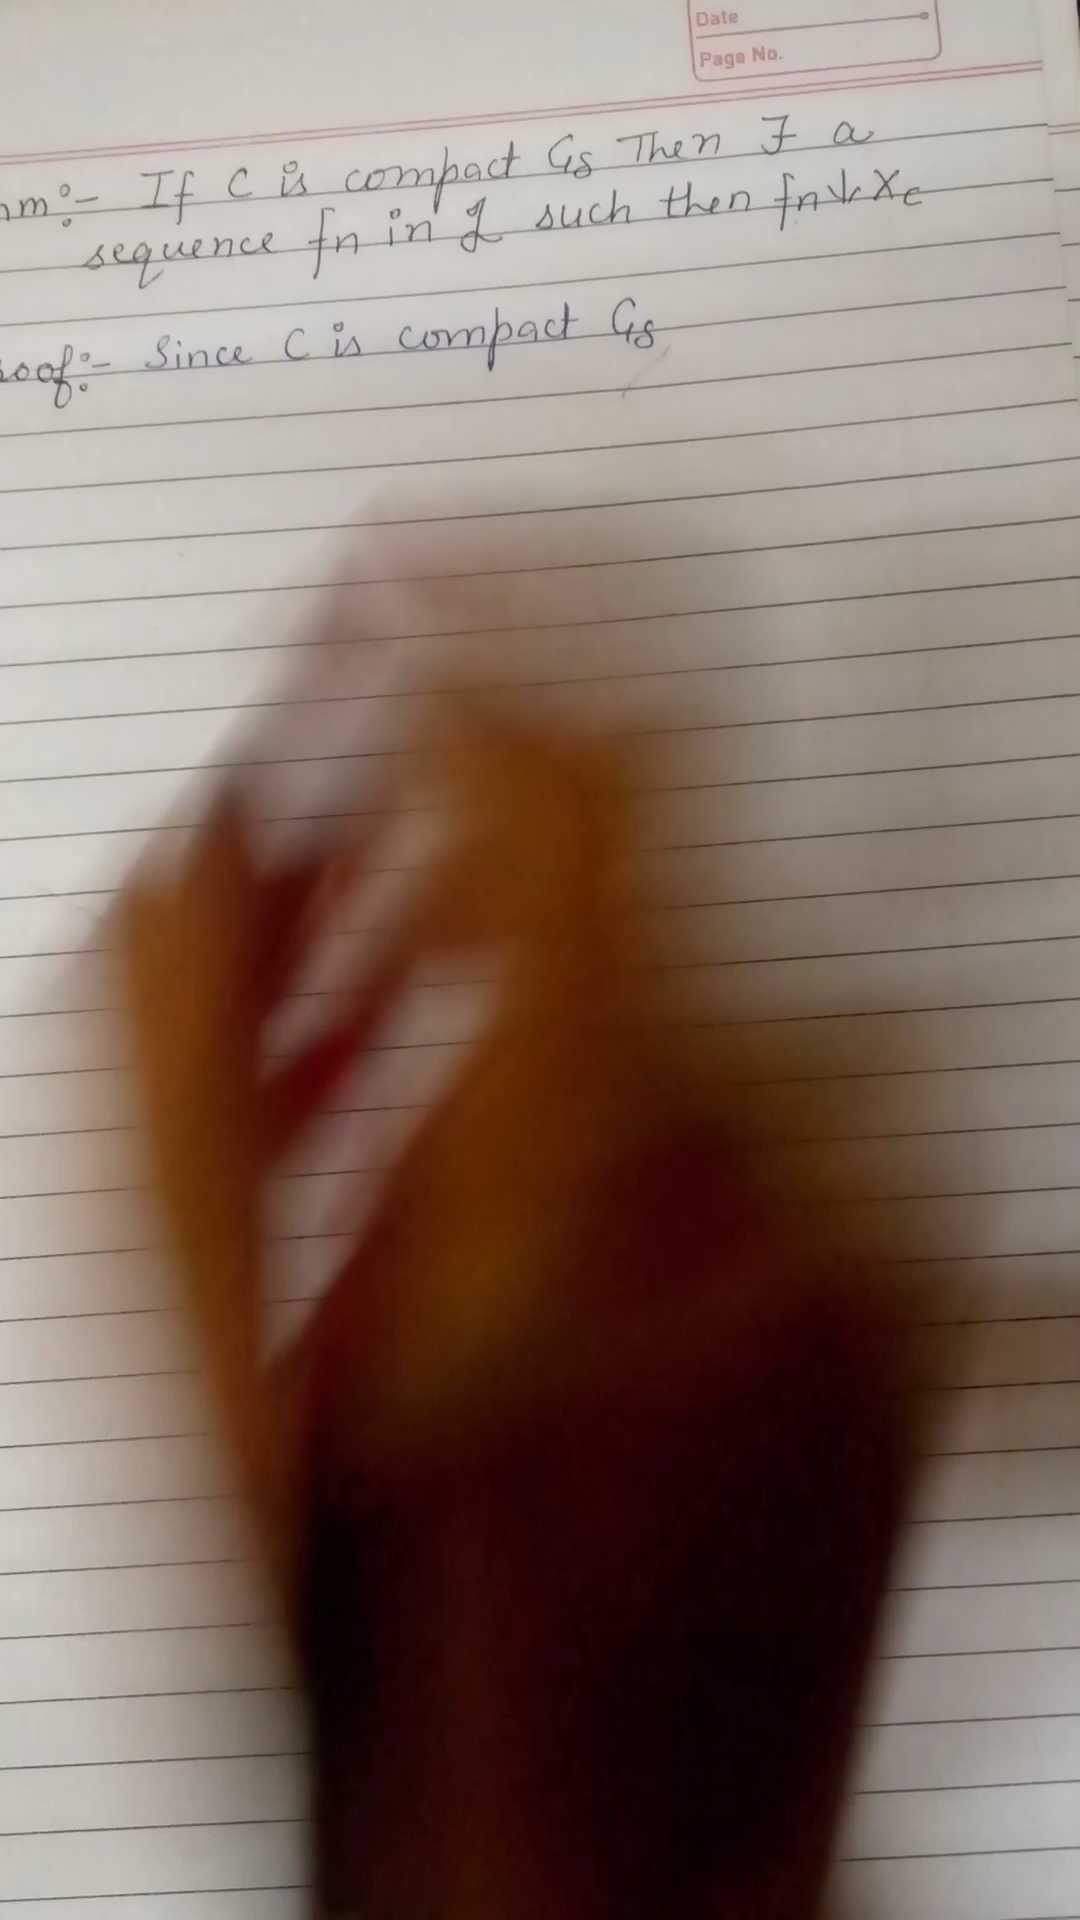 Date
Page No.
m:- If C is compact Gδ Then ∃ a
sequence fn in L such then fn ↓ χc
oof:- Since C is compact Gδ